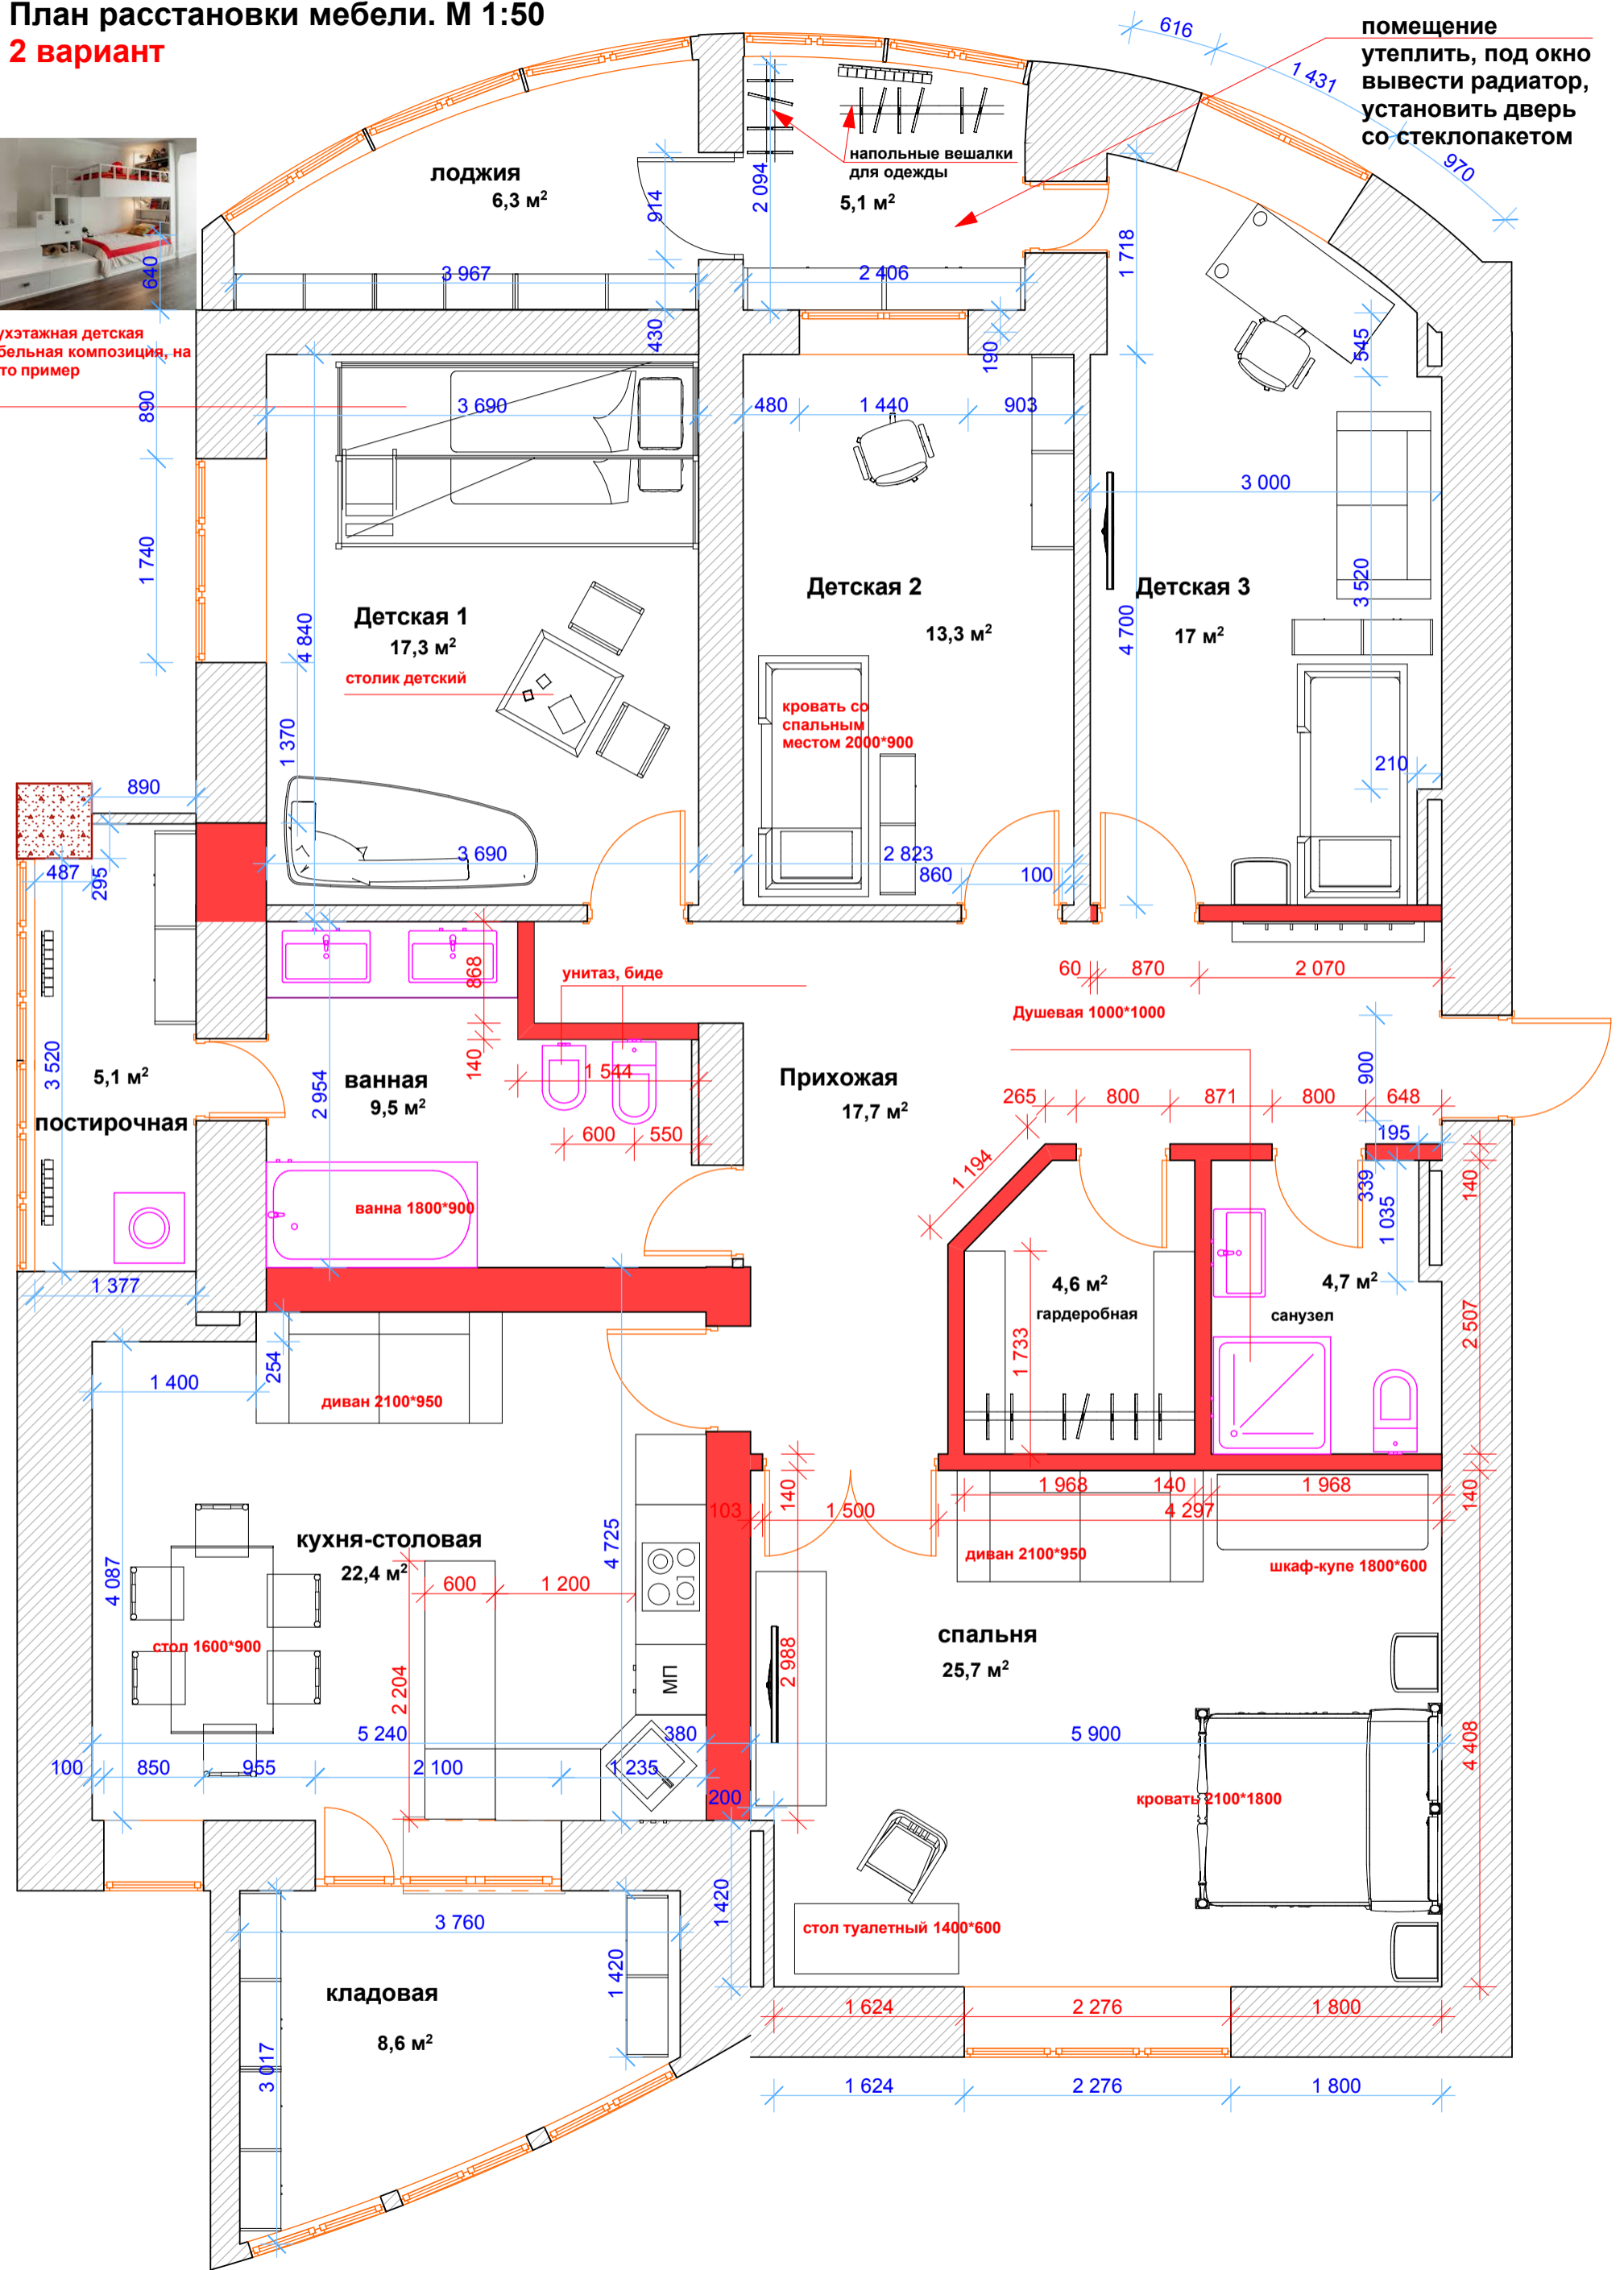 План расстановки мебели. М 1:50
2 вариант
помещение
утеплить, под окно
вывести радиатор,
установить дверь
со стеклопакетом
616
1 431
970
напольные вешалки
для одежды
лоджия
6,3 м²
5,1 м²
914
2 094
1 718
640
3 967
2 406
430
190
545
ухэтажная детская
бельная композиция, на
то пример
890
3 690
480
1 440
903
3 000
1 740
4 840
Детская 1
17,3 м²
столик детский
Детская 2
13,3 м²
Детская 3
17 м²
3 520
4 700
кровать со
спальным
местом 2000*900
1 370
210
890
487
295
3 690
2 823
860
100
868
унитаз, биде
60
870
2 070
Душевая 1000*1000
3 520
5,1 м²
постирочная
2 954
ванная
9,5 м²
140
1 544
600
550
Прихожая
17,7 м²
265
800
871
800
648
900
195
1 194
339
1 035
140
ванна 1800*900
1 377
4,6 м²
гардеробная
4,7 м²
санузел
1 733
2 507
254
1 400
диван 2100*950
140
1 968
140
1 968
140
103
1 500
4 297
диван 2100*950
шкаф-купе 1800*600
кухня-столовая
22,4 м²
4 725
4 087
600
1 200
стол 1600*900
2 204
МП
2 988
спальня
25,7 м²
5 240
380
5 900
4 408
100
850
955
2 100
1 235
200
кровать 2100*1800
1 420
3 760
1 420
стол туалетный 1400*600
кладовая
8,6 м²
3 017
1 624
2 276
1 800
1 624
2 276
1 800